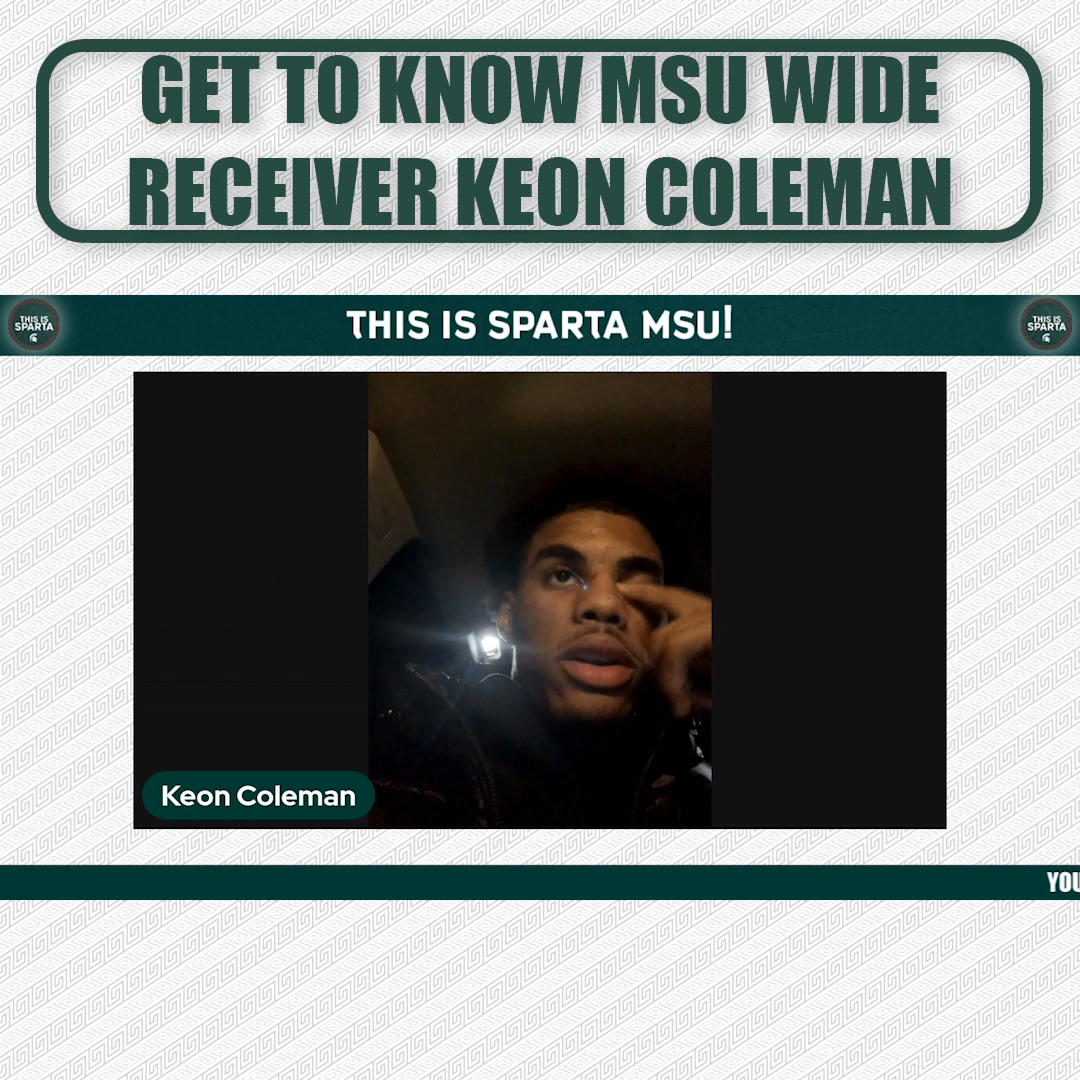 GET TO KNOW MSU WIDE
RECEIVER KEON COLEMAN
THIS IS
SPARTA
THIS IS SPARTA MSU!
THIS IS
SPARTA
Keon Coleman
YOU